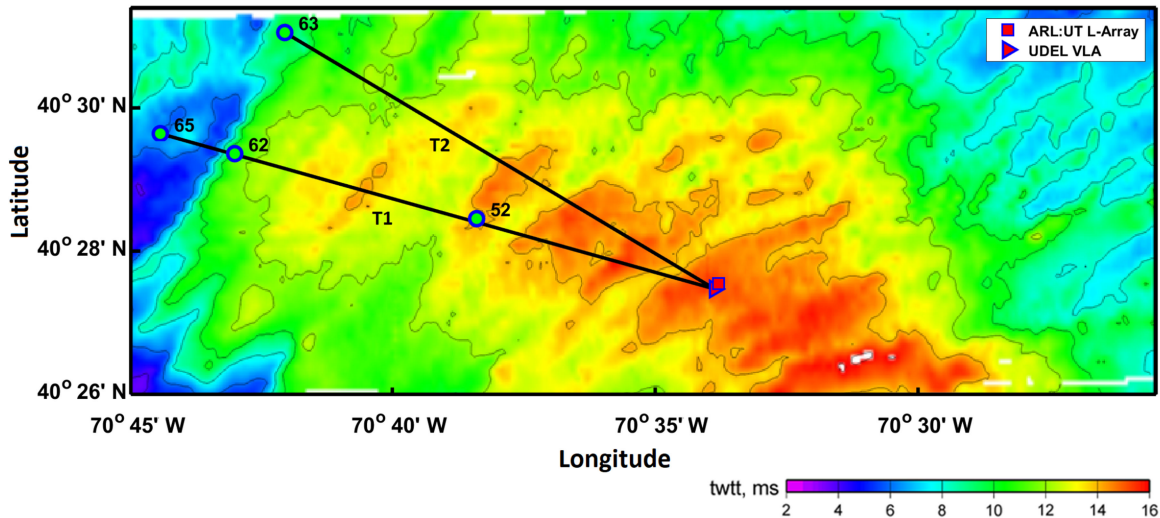 63
ARL:UT L-Array
UDEL VLA
40° 30' N
65
62
T2
52
T1
Latitude
40° 28' N
40° 26' N
70° 45' W
70° 40' W
70° 35' W
70° 30' W
Longitude
twtt, ms
2 4 6 8 10 12 14 16